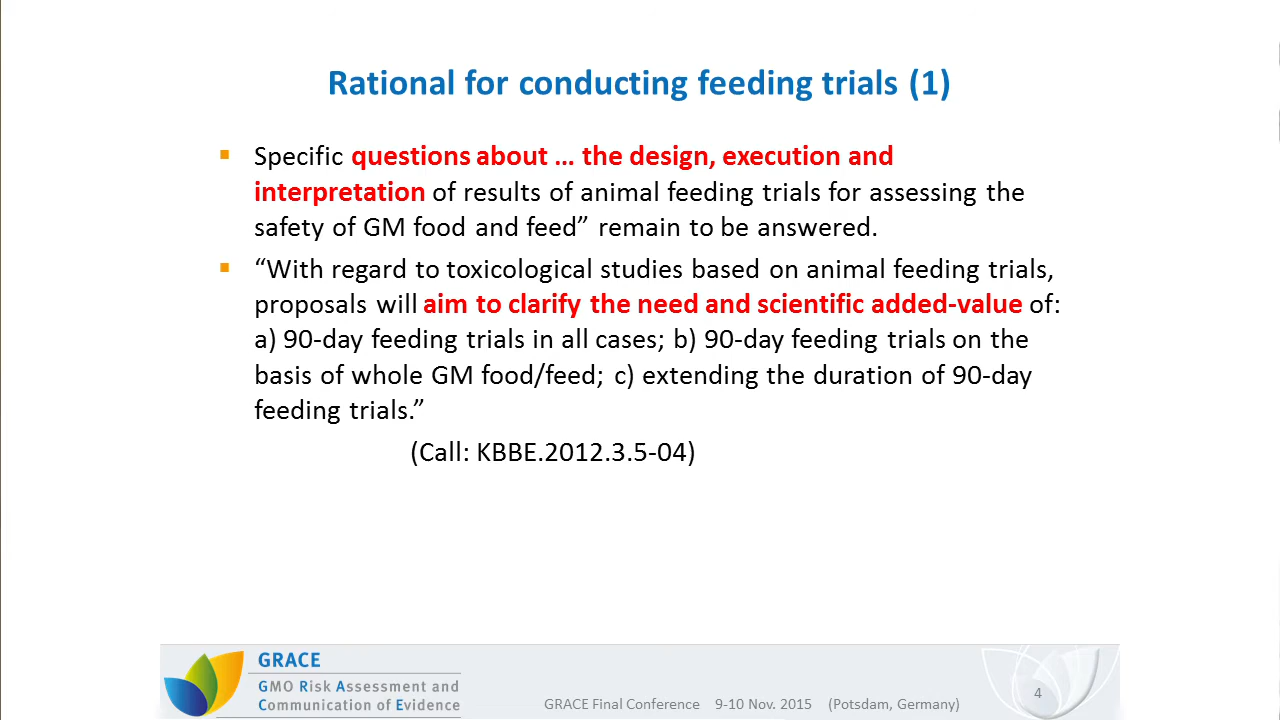 Rational for conducting feeding trials (1)
Specific questions about ... the design, execution and
interpretation of results of animal feeding trials for assessing the
safety of GM food and feed” remain to be answered.
“With regard to toxicological studies based on animal feeding trials,
proposals will aim to clarify the need and scientific added-value of:
a) 90-day feeding trials in all cases; b) 90-day feeding trials on the
basis of whole GM food/feed; c) extending the duration of 90-day
feeding trials.”
(Call: KBBE.2012.3.5-04)
GRACE
GMO Risk Assessment and
Communication of Evidence
GRACE Final Conference 9-10 Nov. 2015 (Potsdam, Germany)
4